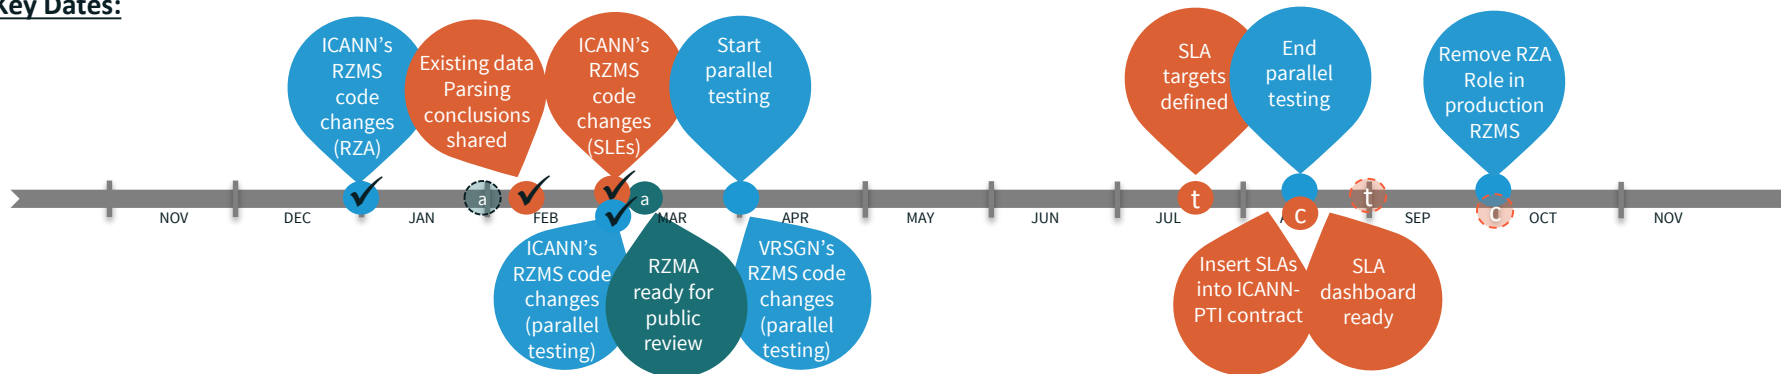 Key Dates:
ICANN's
RZMS
code
changes
(RZA)
Existing data
Parsing
conclusions
shared
ICANN's
RZMS
code
changes
(SLEs)
Start
parallel
testing
SLA
targets
defined
End
parallel
testing
Remove RZA
Role in
production
RZMS
a
a
t
c
t
c
NOV
DEC
JAN
FEB
MAR
APR
MAY
JUN
JUL
SEP
OCT
NOV
ICANN's
RZMS code
changes
(parallel
testing)
RZMA
ready for
public
review
VRSGN's
RZMS code
changes
(parallel
testing)
Insert SLAs
into ICANN-
PTI contract
SLA
dashboard
ready